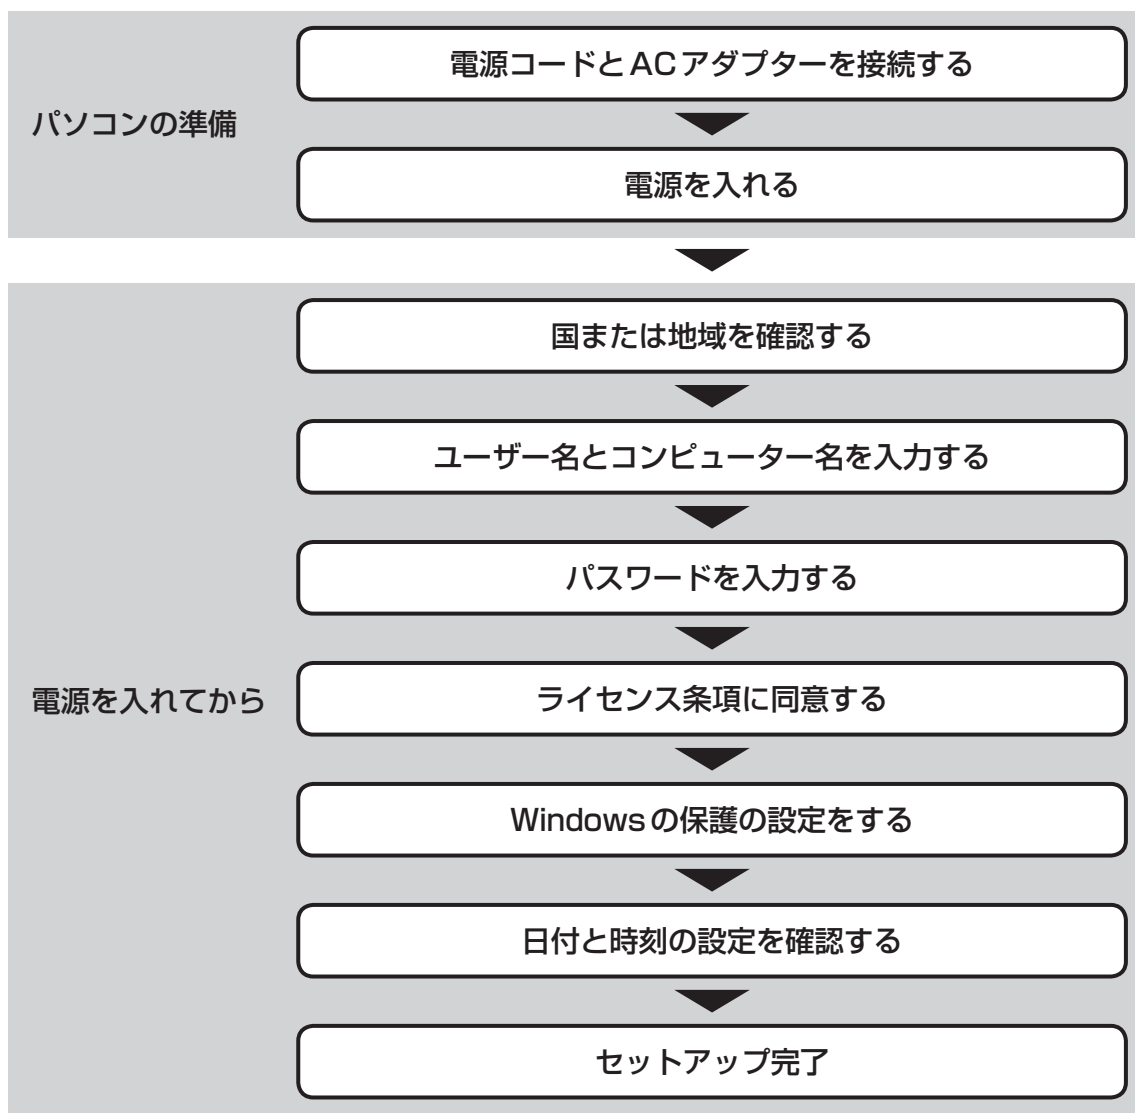 パソコンの準備
電源コードとACアダプターを接続する
電源を入れる
電源を入れてから
国または地域を確認する
ユーザー名とコンピューター名を入力する
パスワードを入力する
ライセンス条項に同意する
Windowsの保護の設定をする
日付と時刻の設定を確認する
セットアップ完了